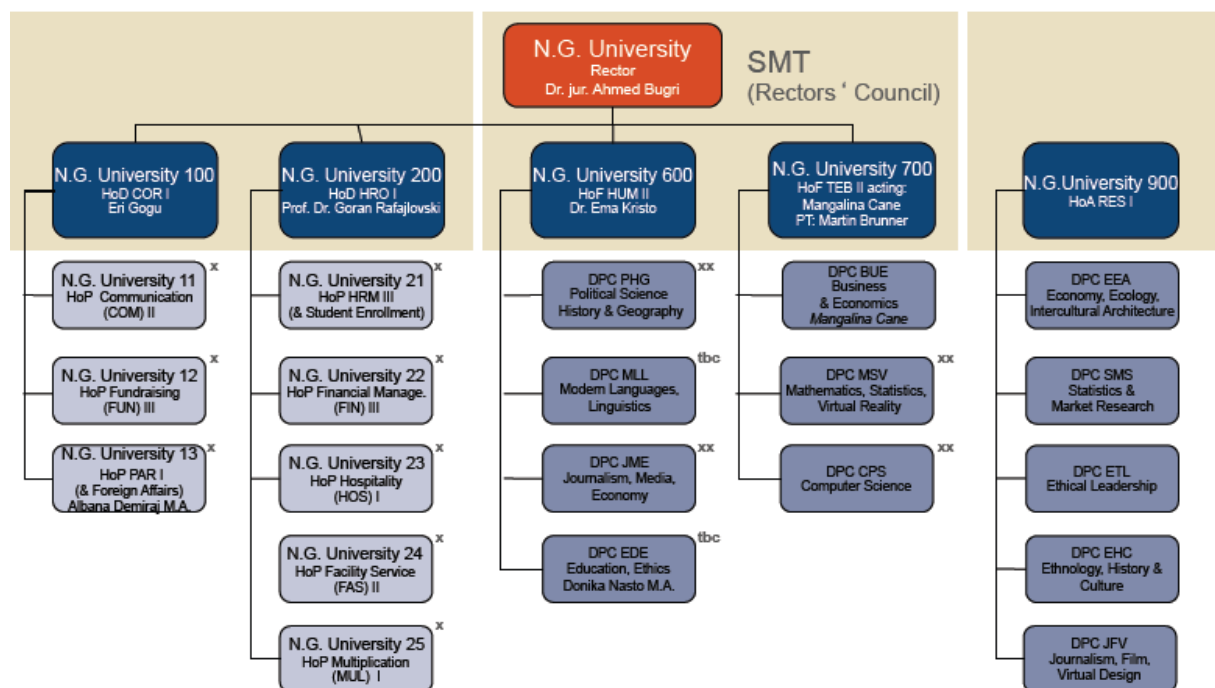 N.G. University
Rector
Dr. jur. Ahmed Bugri
SMT
(Rectors ' Council)
N.G. University 100
HoD COR I
Eri Gogu
N.G. University 200
HoD HRO I
Prof. Dr. Goran Rafajlovski
N.G. University 600
HoF HUM II
Dr. Ema Kristo
N.G. University 700
HoF TEB II acting:
Mangalina Cane
PT: Martin Brunner
N.G.University 900
HoA RES I
N.G. University 11
HoP Communication
(COM) II
x
N.G. University 12
HoP Fundraising
(FUN) III
x
N.G. University 13
HoP PAR I
(& Foreign Affairs)
Albana Demiraj M.A.
x
N.G. University 21
HoP HRM III
(& Student Enrollment)
x
N.G. University 22
HoP Financial Manage.
(FIN) III
x
N.G. University 23
HoP Hospitality
(HOS) I
x
N.G. University 24
HoP Facility Service
(FAS) II
x
N.G. University 25
HoP Multiplication
(MUL) I
x
DPC PHG
Political Science
History & Geography
xx
DPC MLL
Modern Languages,
Linguistics
tbc
DPC JME
Journalism, Media,
Economy
xx
DPC EDE
Education, Ethics
Donika Nasto M.A.
tbc
DPC BUE
Business
& Economics
Mangalina Cane
DPC MSV
Mathematics, Statistics,
Virtual Reality
xx
DPC CPS
Computer Science
xx
DPC EEA
Economy, Ecology,
Intercultural Architecture
DPC SMS
Statistics &
Market Research
DPC ETL
Ethical Leadership
DPC EHC
Ethnology, History &
Culture
DPC JFV
Journalism, Film,
Virtual Design